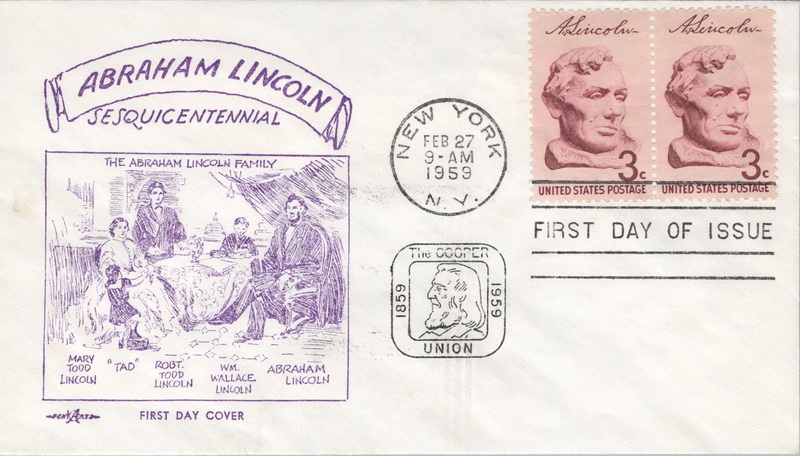 ABRAHAM LINCOLN
SESQUICENTENNIAL
THE ABRAHAM LINCOLN FAMILY
MARY TODD LINCOLN
"TAD"
ROBT. TODD LINCOLN
WM. WALLACE LINCOLN
ABRAHAM LINCOLN
FIRST DAY COVER
NEW YORK
FEB 27
9-AM
1959
N.Y.
The COOPER
1859
1959
UNION
A. Lincoln
3c
UNITED STATES POSTAGE
A. Lincoln
3c
UNITED STATES POSTAGE
FIRST DAY OF ISSUE